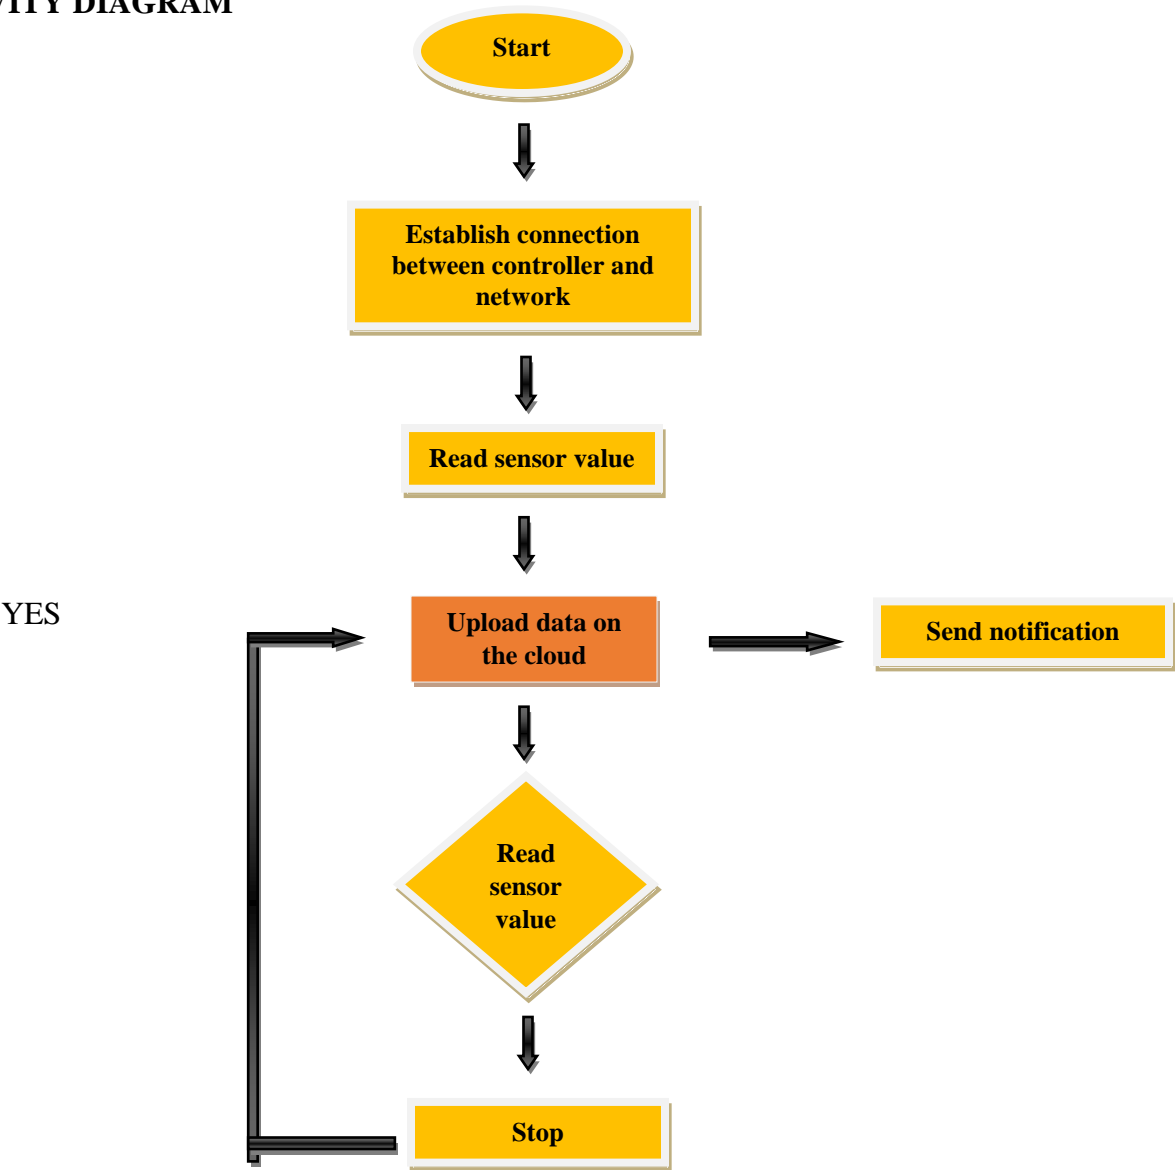 DIAGRAM
Start
Establish connection
between controller and
network
Read sensor value
YES
Upload data on
the cloud
Send notification
Read
sensor
value
Stop